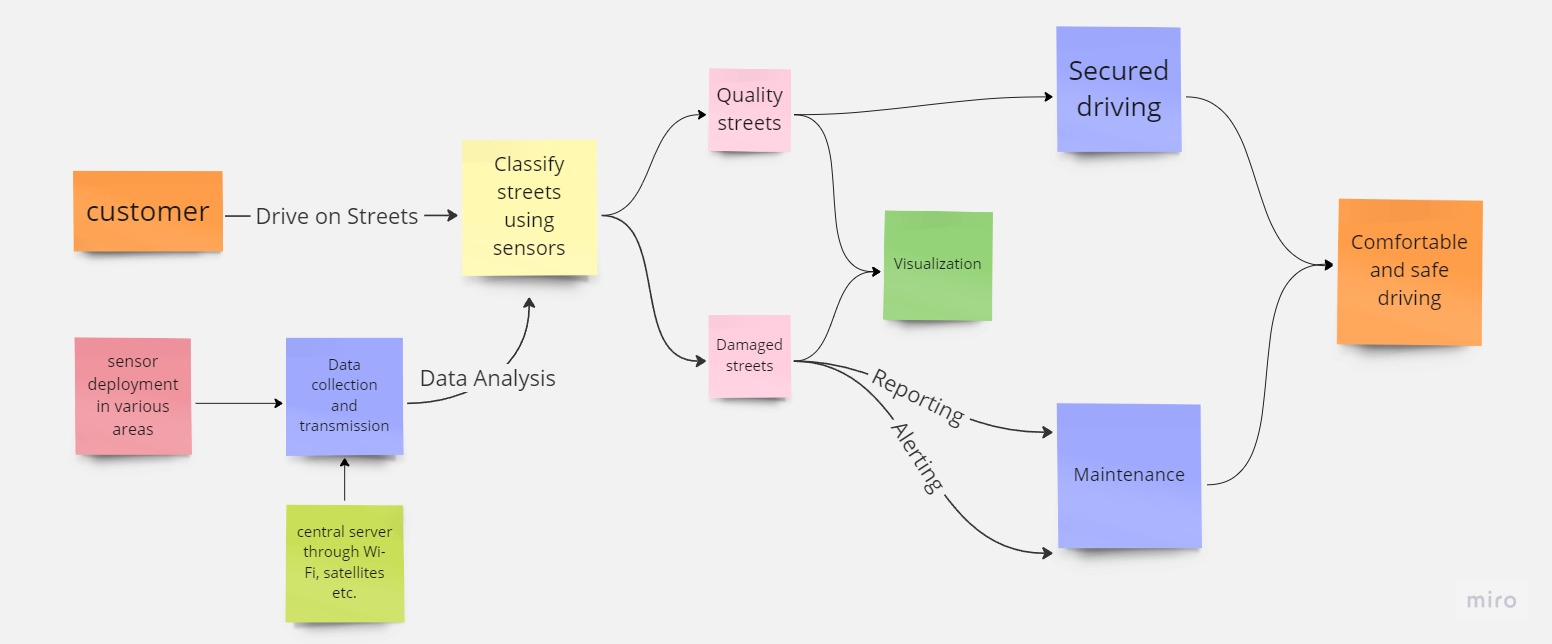 customer
Drive on Streets
Classify
streets
using
sensors
sensor
deployment
in various
areas
Data
collection
and
transmission
Data Analysis
central server
through Wi-
Fi, satellites
etc.
Quality
streets
Damaged
streets
Visualization
Reporting
Alerting
Secured
driving
Maintenance
Comfortable
and safe
driving
miro